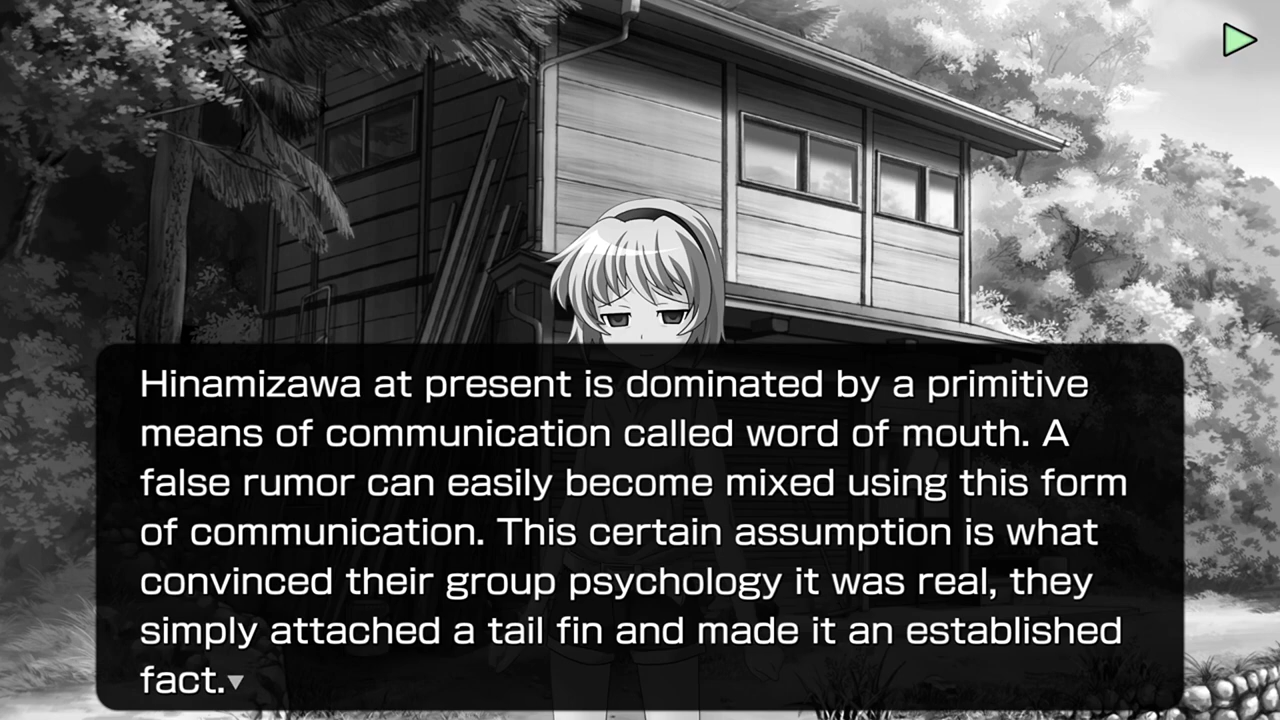 Hinamizawa at present is dominated by a primitive
means of communication called word of mouth. A
false rumor can easily become mixed using this form
of communication. This certain assumption is what
convinced their group psychology it was real, they
simply attached a tail fin and made it an established
fact.